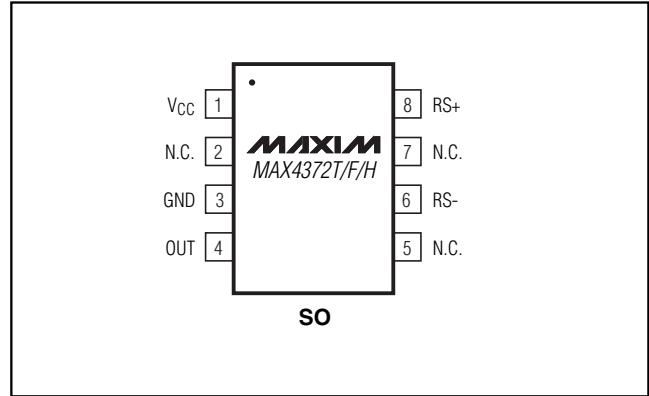 VCC 1 8 RS+
N.C. 2 MAXIM 7 N.C.
MAX4372T/F/H
GND 3 6 RS-
OUT 4 5 N.C.
SO